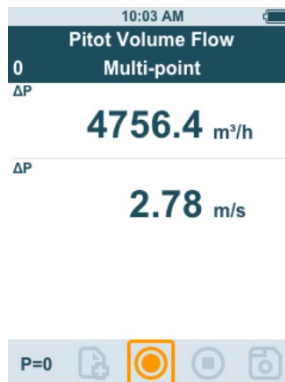 10:03 AM
Pitot Volume Flow
0 Multi-point
ΔP
4756.4 m³/h
ΔP
2.78 m/s
P=0